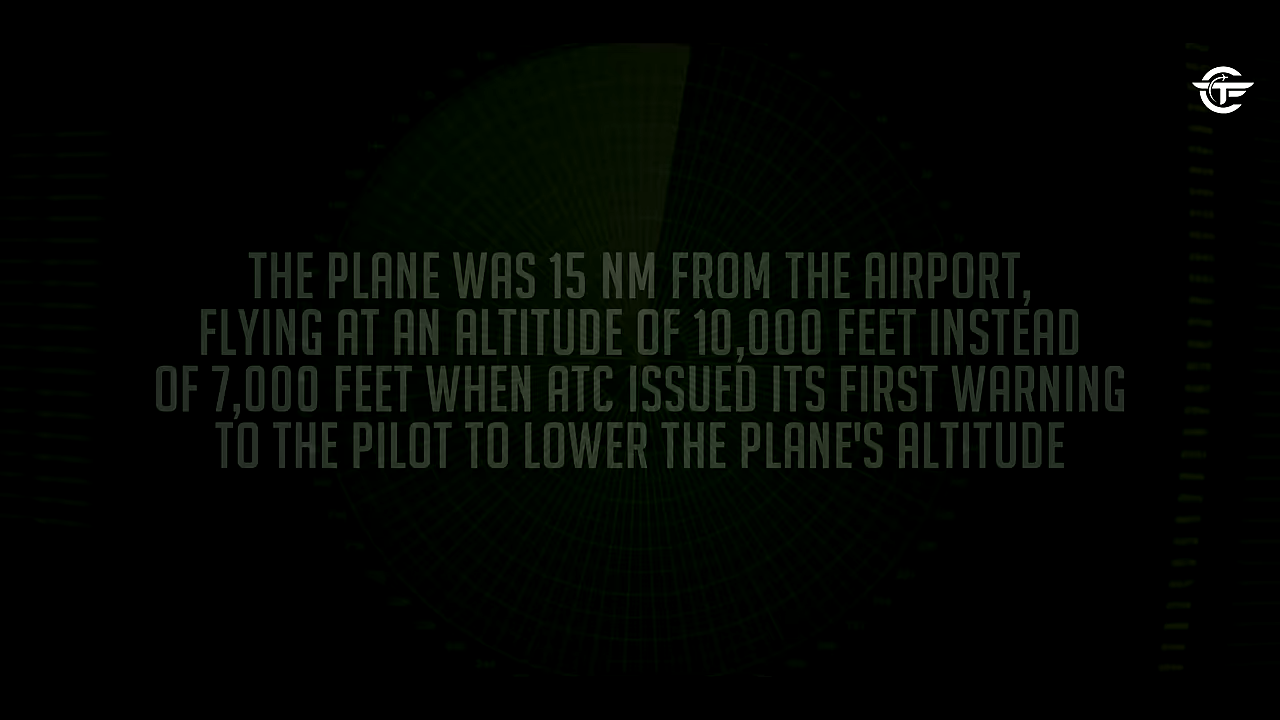 THE PLANE WAS 15 NM FROM THE AIRPORT,
FLYING AT AN ALTITUDE OF 10,000 FEET INSTEAD
OF 7,000 FEET WHEN ATC ISSUED ITS FIRST WARNING
TO THE PILOT TO LOWER THE PLANE'S ALTITUDE